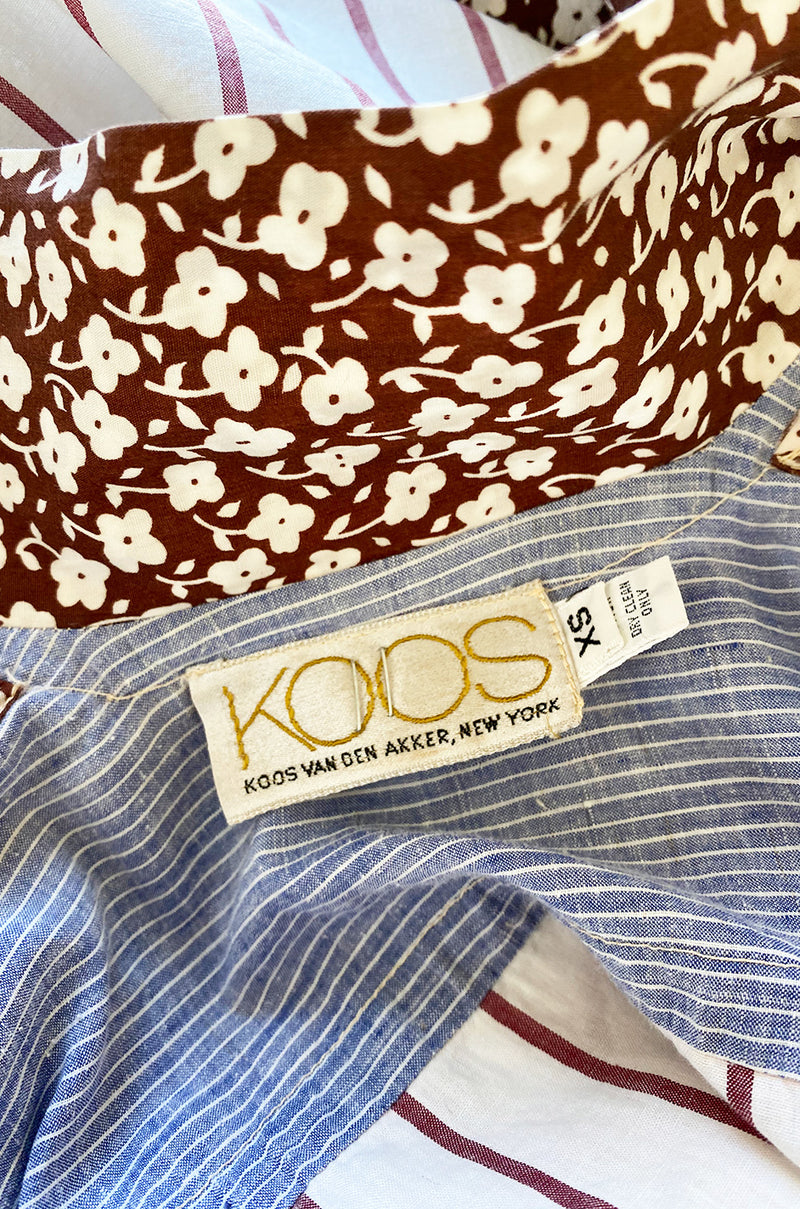 KOOS
KOOS VAN DEN AKKER, NEW YORK
XS
DRY CLEAN
ONLY